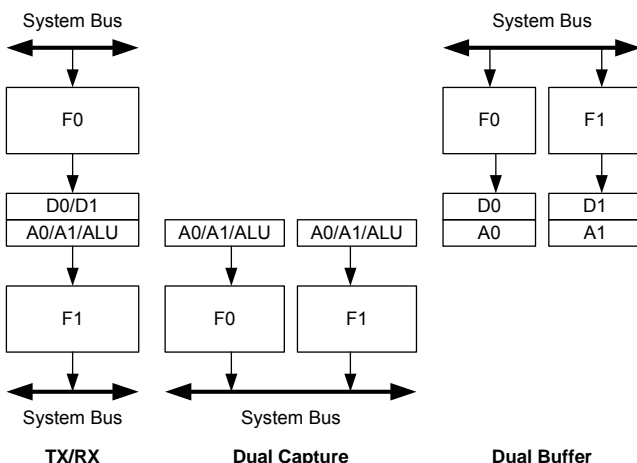 System Bus
System Bus
F0
F0
F1
D0/D1
D0
D1
A0/A1/ALU
A0/A1/ALU
A0/A1/ALU
A0
A1
F1
F0
F1
System Bus
System Bus
TX/RX
Dual Capture
Dual Buffer